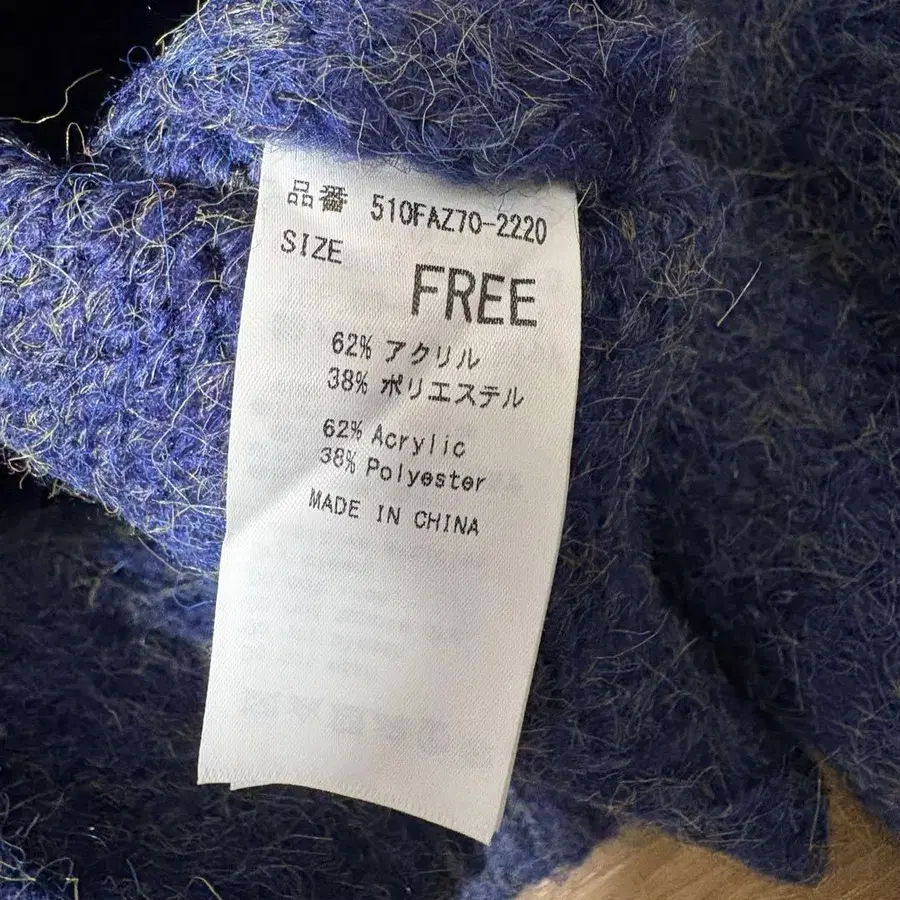 品番 510FAZ70-2220
SIZE
FREE
62% アクリル
38% ポリエステル
62% Acrylic
38% Polyester
MADE IN CHINA